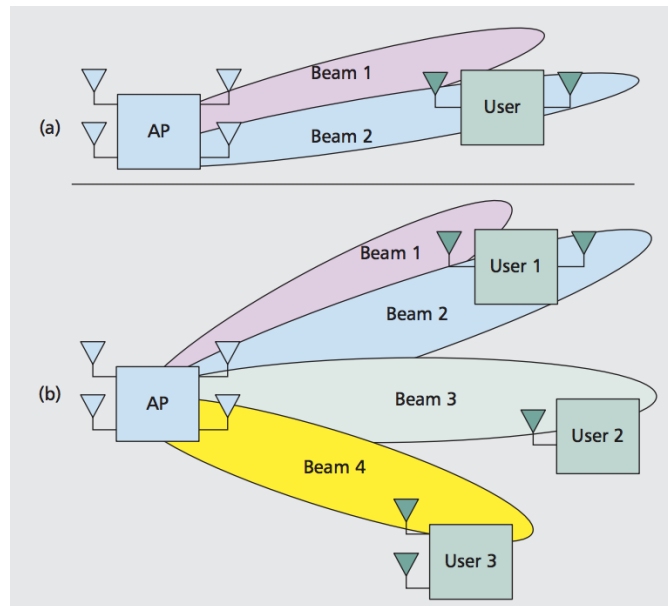 Beam 1
(a)
AP
User
Beam 2
Beam 1
User 1
Beam 2
(b)
AP
Beam 3
User 2
Beam 4
User 3